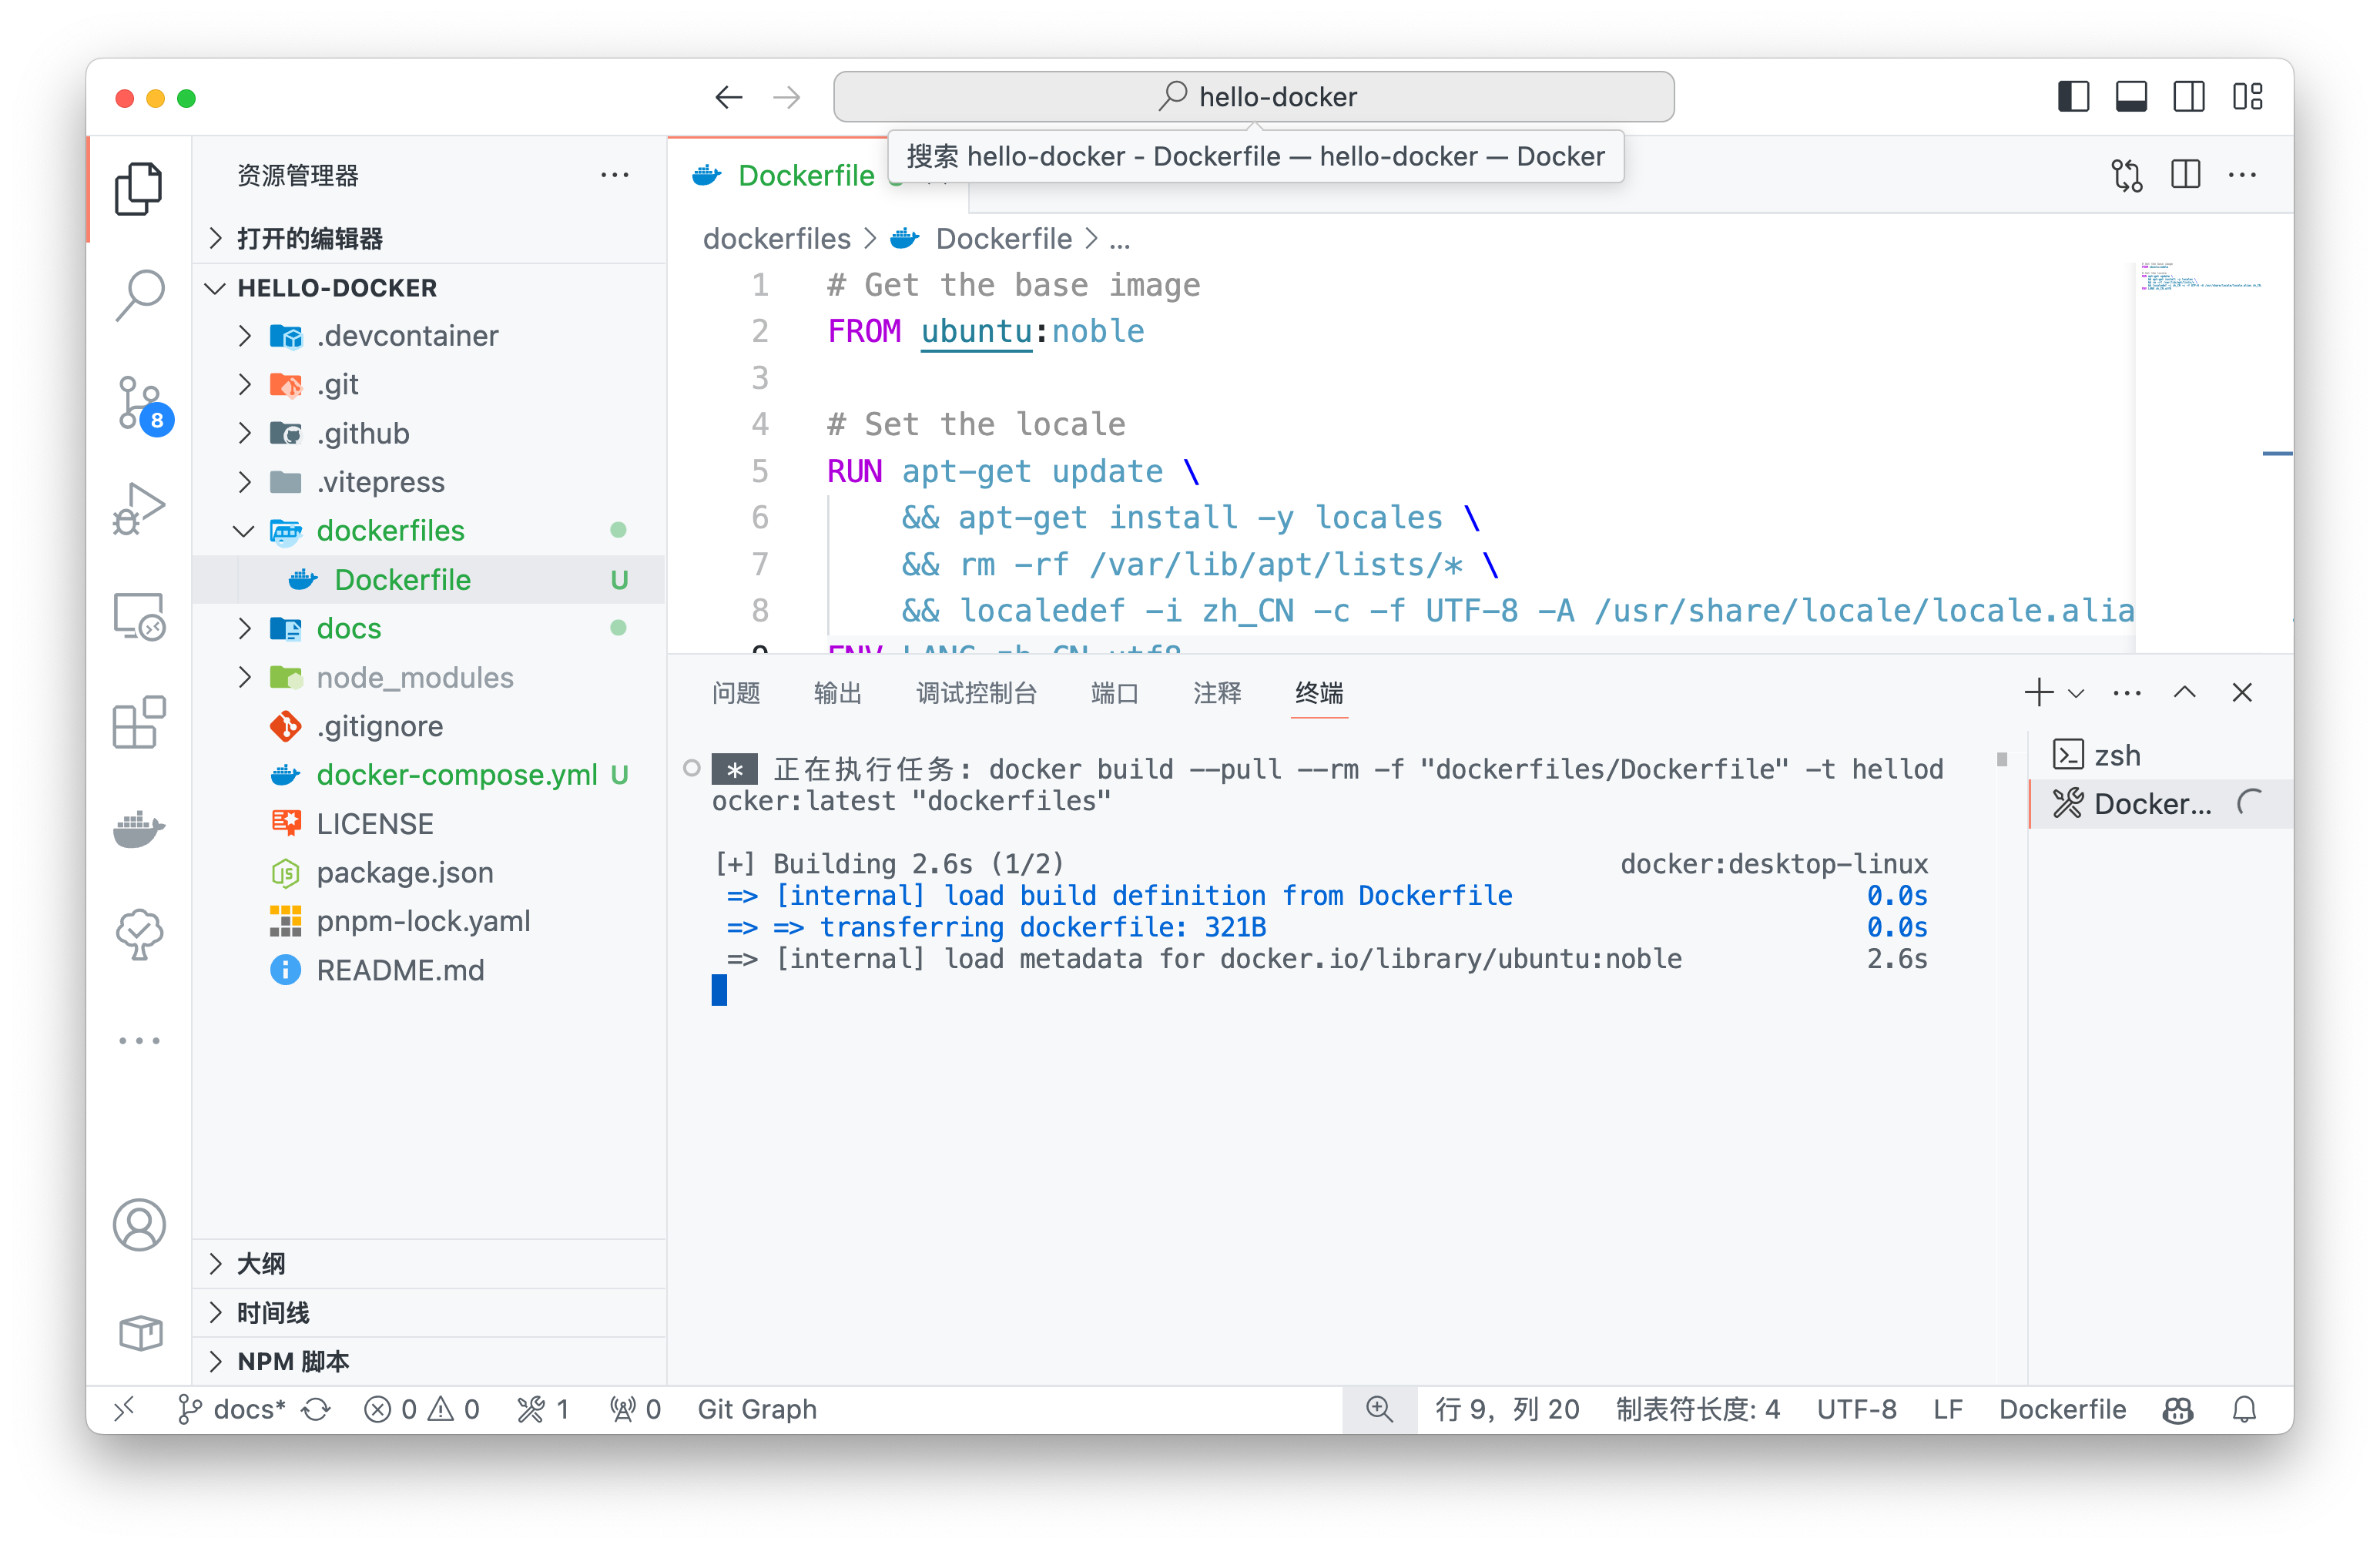 hello-docker
搜索 hello-docker - Dockerfile — hello-docker — Docker
资源管理器
打开的编辑器
HELLO-DOCKER
.devcontainer
.git
.github
.vitepress
dockerfiles
Dockerfile U
docs
node_modules
.gitignore
docker-compose.yml U
LICENSE
package.json
pnpm-lock.yaml
README.md
大纲
时间线
NPM 脚本
8
Dockerfile
dockerfiles > Dockerfile > ...
1 # Get the base image
2 FROM ubuntu:noble
3
4 # Set the locale
5 RUN apt-get update \
6 && apt-get install -y locales \
7 && rm -rf /var/lib/apt/lists/* \
8 && localedef -i zh_CN -c -f UTF-8 -A /usr/share/locale/locale.alia
9 ENV LANG zh_CN.utf8
问题 输出 调试控制台 端口 注释 终端
* 正在执行任务: docker build --pull --rm -f "dockerfiles/Dockerfile" -t hellod
ocker:latest "dockerfiles"
[+] Building 2.6s (1/2) docker:desktop-linux
=> [internal] load build definition from Dockerfile 0.0s
=> => transferring dockerfile: 321B 0.0s
=> [internal] load metadata for docker.io/library/ubuntu:noble 2.6s
zsh
Docker...
docs* 0 0 1 0 Git Graph 行 9，列 20 制表符长度: 4 UTF-8 LF Dockerfile